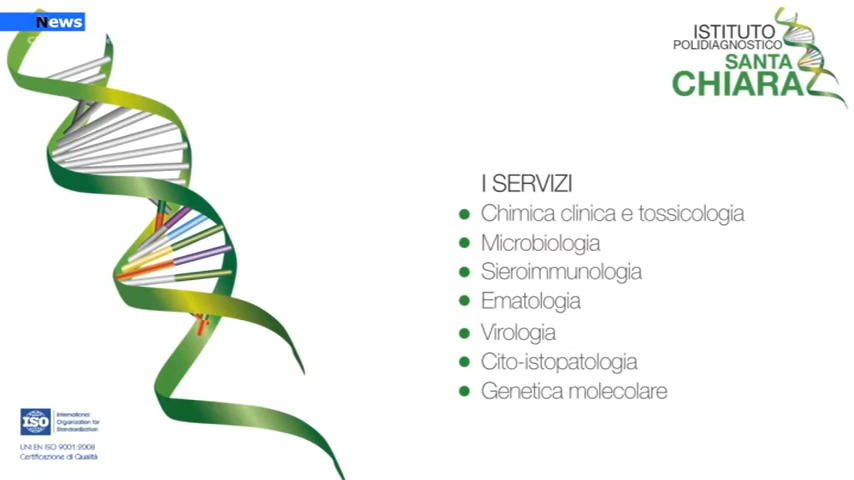 News
ISTITUTO
POLIDIAGNOSTICO
SANTA
CHIARA
I SERVIZI
Chimica clinica e tossicologia
Microbiologia
Sieroimmunologia
Ematologia
Virologia
Cito-istopatologia
Genetica molecolare
ISO
International
Organization for
Standardization
UNI EN ISO 9001:2008
Certificazione di Qualità